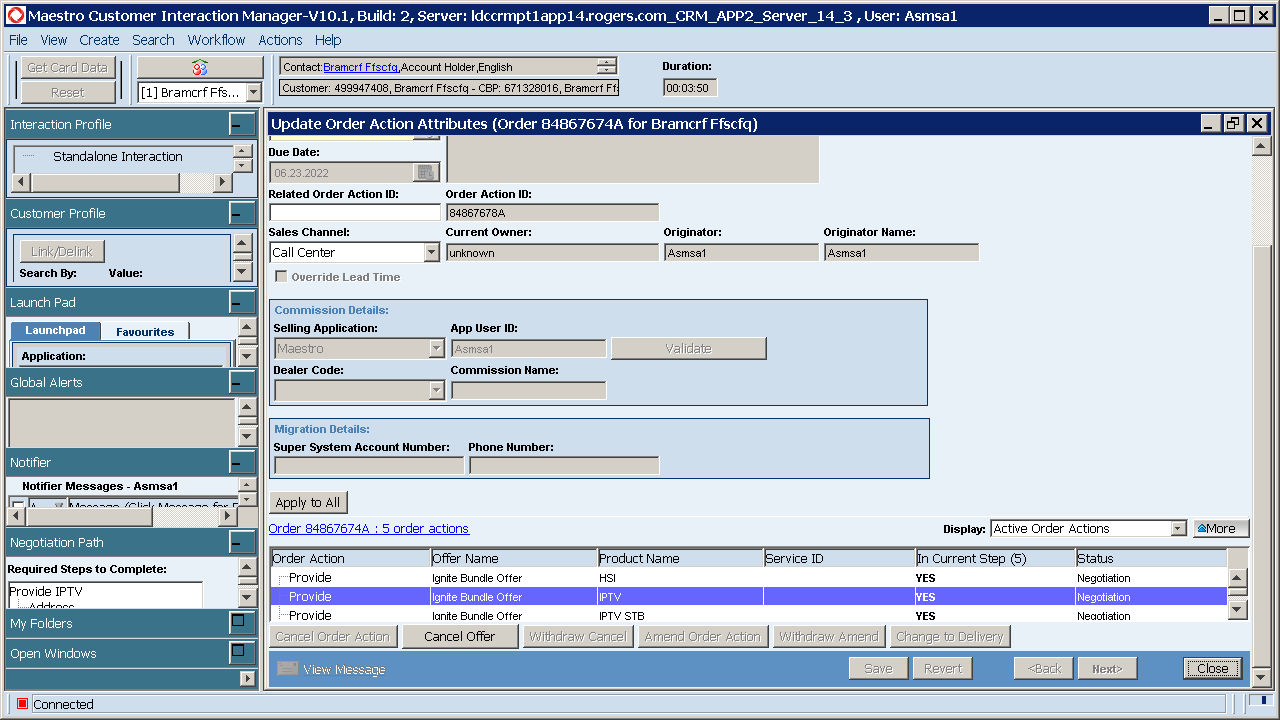 Maestro Customer Interaction Manager-V10.1, Build: 2, Server: ldccrmpt1app14.rogers.com_CRM_APP2_Server_14_3 , User: Asmsa1
File View Create Search Workflow Actions Help
Get Card Data
Reset
[1] Bramcrf Ffs...
Contact:Bramcrf Ffscfq,Account Holder,English
Customer: 499947408, Bramcrf Ffscfq - CBP: 671328016, Bramcrf Ff
Duration:
00:03:50
Interaction Profile
Standalone Interaction
Customer Profile
Link/Delink
Search By: Value:
Launch Pad
Launchpad Favourites
Application:
Global Alerts
Notifier
Notifier Messages - Asmsa1
Negotiation Path
Required Steps to Complete:
Provide IPTV
Address
My Folders
Open Windows
Update Order Action Attributes (Order 84867674A for Bramcrf Ffscfq)
Due Date:
06.23.2022
Related Order Action ID: Order Action ID:
84867678A
Sales Channel: Current Owner: Originator: Originator Name:
Call Center unknown Asmsa1 Asmsa1
Override Lead Time
Commission Details:
Selling Application: App User ID:
Maestro Asmsa1 Validate
Dealer Code: Commission Name:
Migration Details:
Super System Account Number: Phone Number:
Apply to All
Order 84867674A : 5 order actions Display: Active Order Actions More
Order Action Offer Name Product Name Service ID In Current Step (5) Status
Provide Ignite Bundle Offer HSI YES Negotiation
Provide Ignite Bundle Offer IPTV YES Negotiation
Provide Ignite Bundle Offer IPTV STB YES Negotiation
Cancel Order Action Cancel Offer Withdraw Cancel Amend Order Action Withdraw Amend Change to Delivery
View Message Save Revert <Back Next> Close
Connected